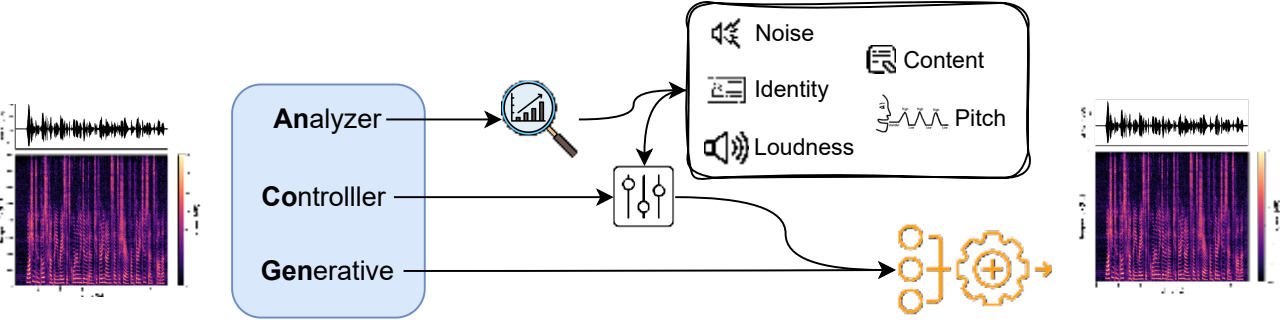 Analyzer
Controlller
Generative
Noise
Identity
Loudness
Content
Pitch